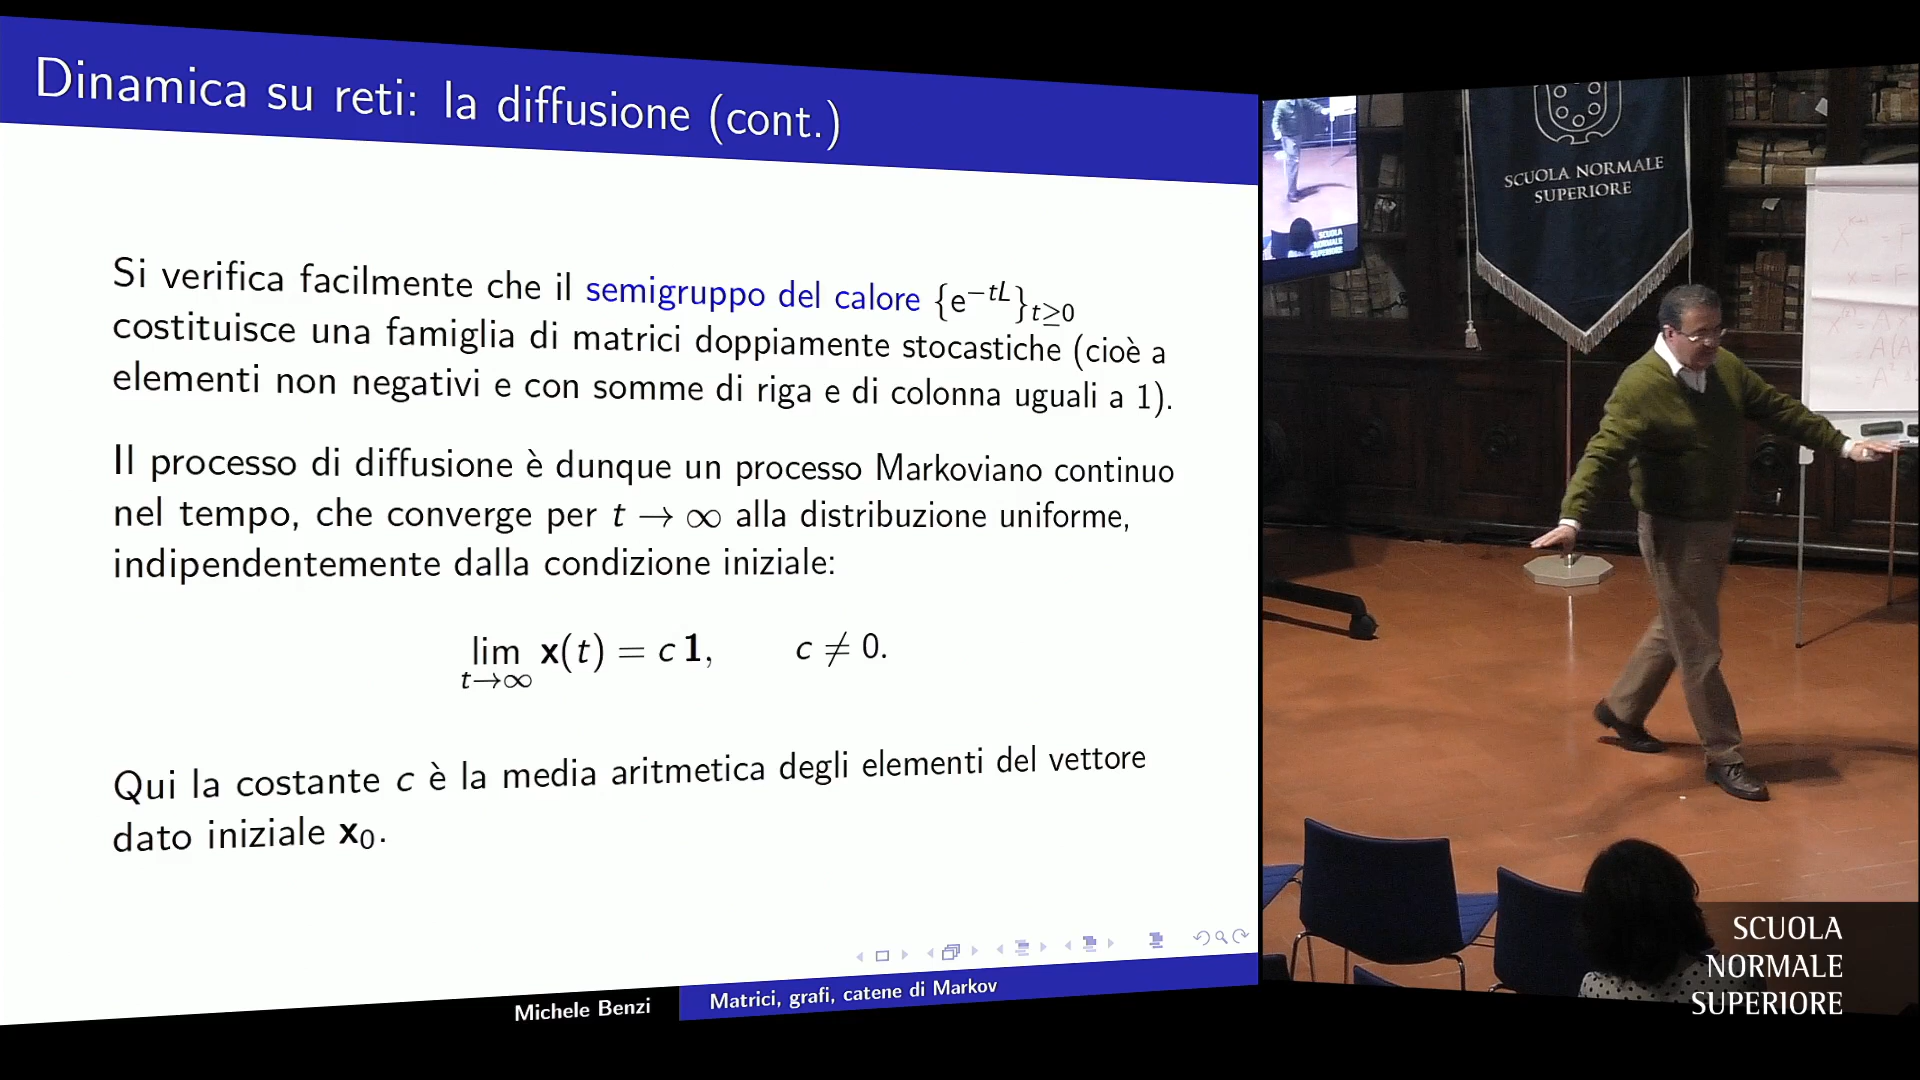 Dinamica su reti: la diffusione (cont.)
Si verifica facilmente che il semigruppo del calore {e^{−tL}}_{t≥0}
costituisce una famiglia di matrici doppiamente stocastiche (cioè a
elementi non negativi e con somme di riga e di colonna uguali a 1).
Il processo di diffusione è dunque un processo Markoviano continuo
nel tempo, che converge per t → ∞ alla distribuzione uniforme,
indipendentemente dalla condizione iniziale:
lim x(t) = c 1, c ≠ 0.
t→∞
Qui la costante c è la media aritmetica degli elementi del vettore
dato iniziale x₀.
Michele Benzi
Matrici, grafi, catene di Markov
SCUOLA NORMALE
SUPERIORE
SCUOLA
NORMALE
SUPERIORE
SCUOLA
NORMALE
SUPERIORE